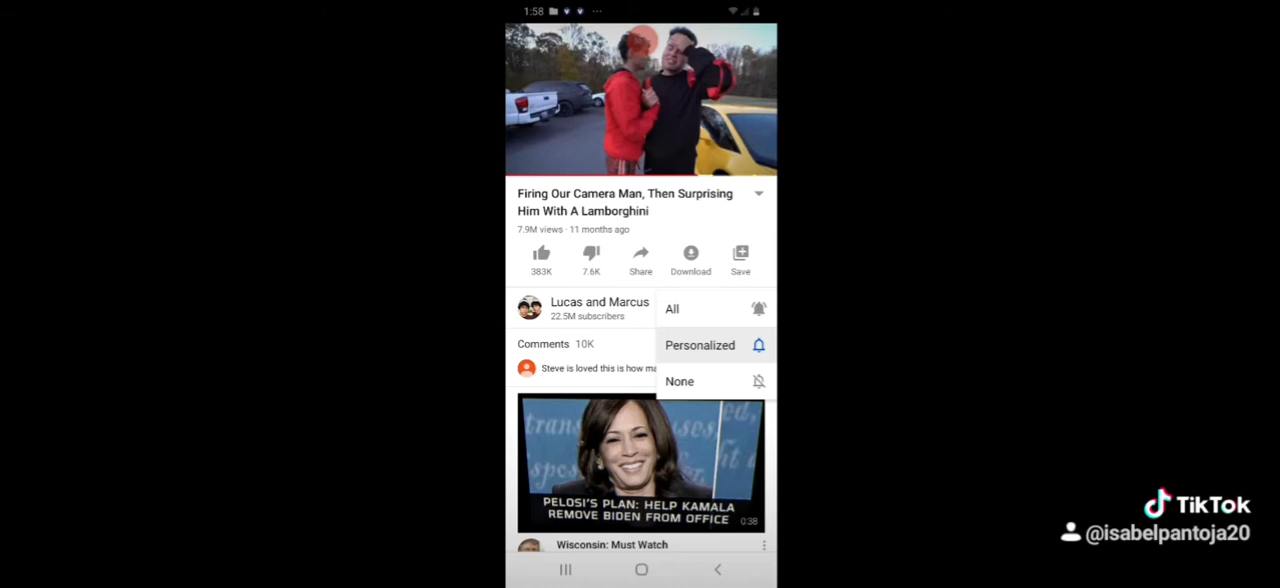 1:58
Firing Our Camera Man, Then Surprising
Him With A Lamborghini
7.9M views · 11 months ago
383K
7.6K
Share
Download
Save
Lucas and Marcus
22.5M subscribers
All
Personalized
None
Comments 10K
Steve is loved this is how ma
PELOSI'S PLAN: HELP KAMALA
REMOVE BIDEN FROM OFFICE
0:38
Wisconsin: Must Watch
TikTok
@isabelpantoja20